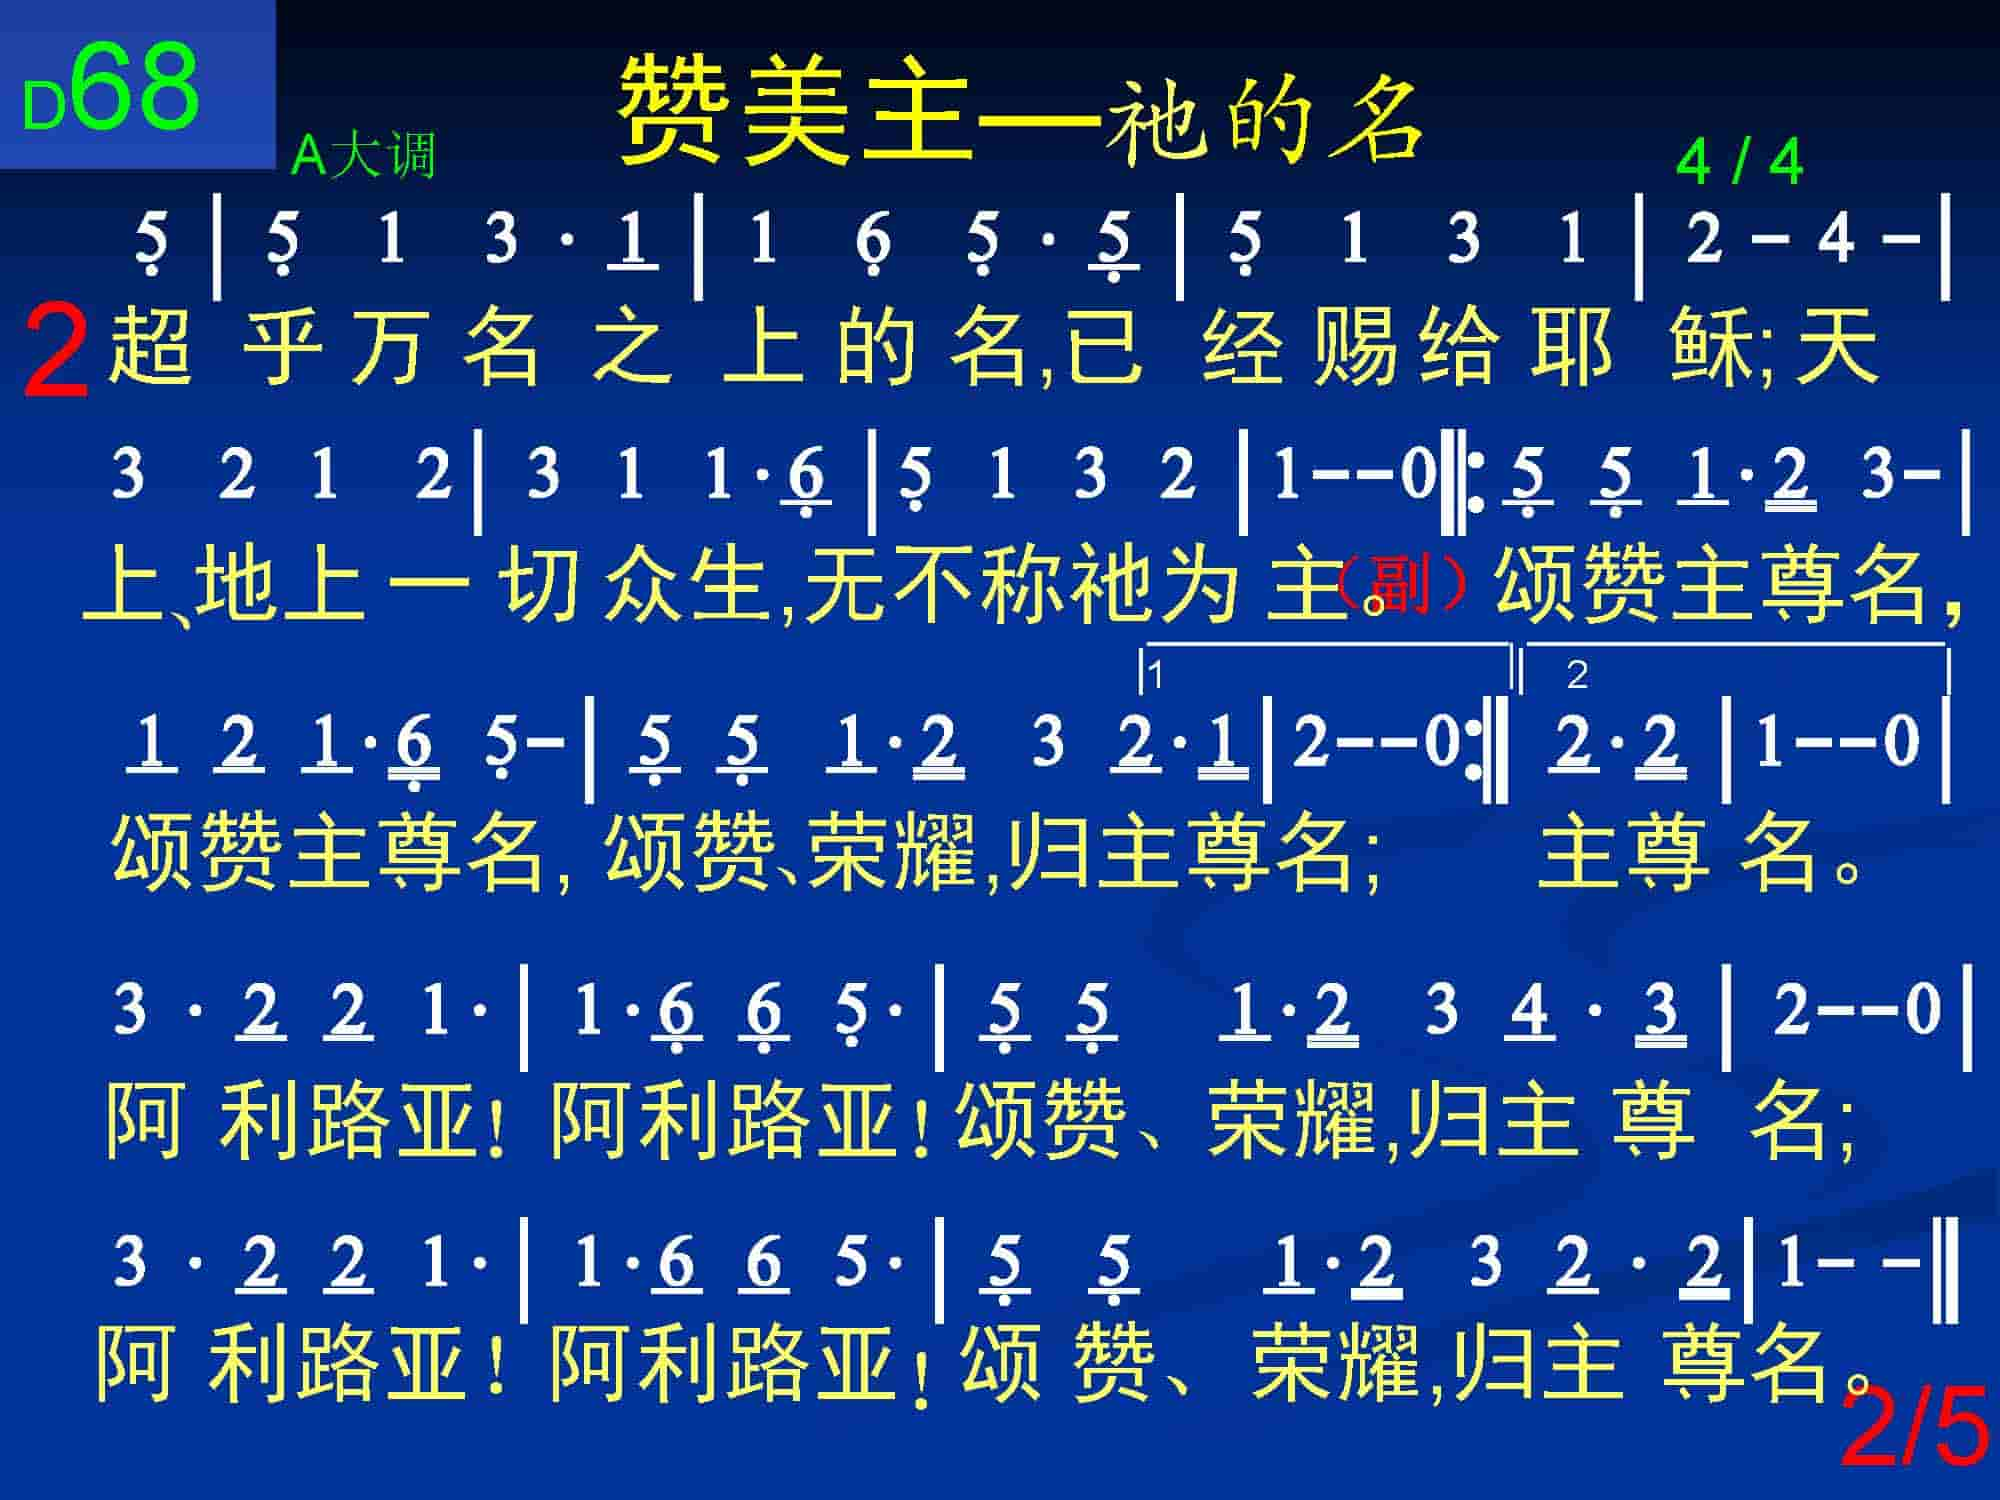 D68
A大调
赞美主—祂的名
4 / 4
5 | 5 1 3 · 1 | 1 6 5 · 5 | 5 1 3 1 | 2 – 4 – |
2 超 乎 万 名 之 上 的 名,已 经 赐 给 耶 稣; 天
3 2 1 2 | 3 1 1 · 6 | 5 1 3 2 | 1 – – 0 ‖: 5 5 1 · 2 3 – |
上、地上 一 切 众生,无不称祂为 主。(副) 颂赞主尊名,
1 2
1 2 1 · 6 5 – | 5 5 1 · 2 3 2 · 1 | 2 – – 0 :‖ 2 · 2 | 1 – – 0 |
颂赞主尊名, 颂赞、荣耀,归主尊名; 主尊 名。
3 · 2 2 1 · | 1 · 6 6 5 · | 5 5 1 · 2 3 4 · 3 | 2 – – 0 |
阿 利路亚! 阿利路亚! 颂赞、 荣耀,归主 尊 名;
3 · 2 2 1 · | 1 · 6 6 5 · | 5 5 1 · 2 3 2 · 2 | 1 – – ‖
阿 利路亚! 阿利路亚! 颂 赞、 荣耀,归主 尊名。
2/5